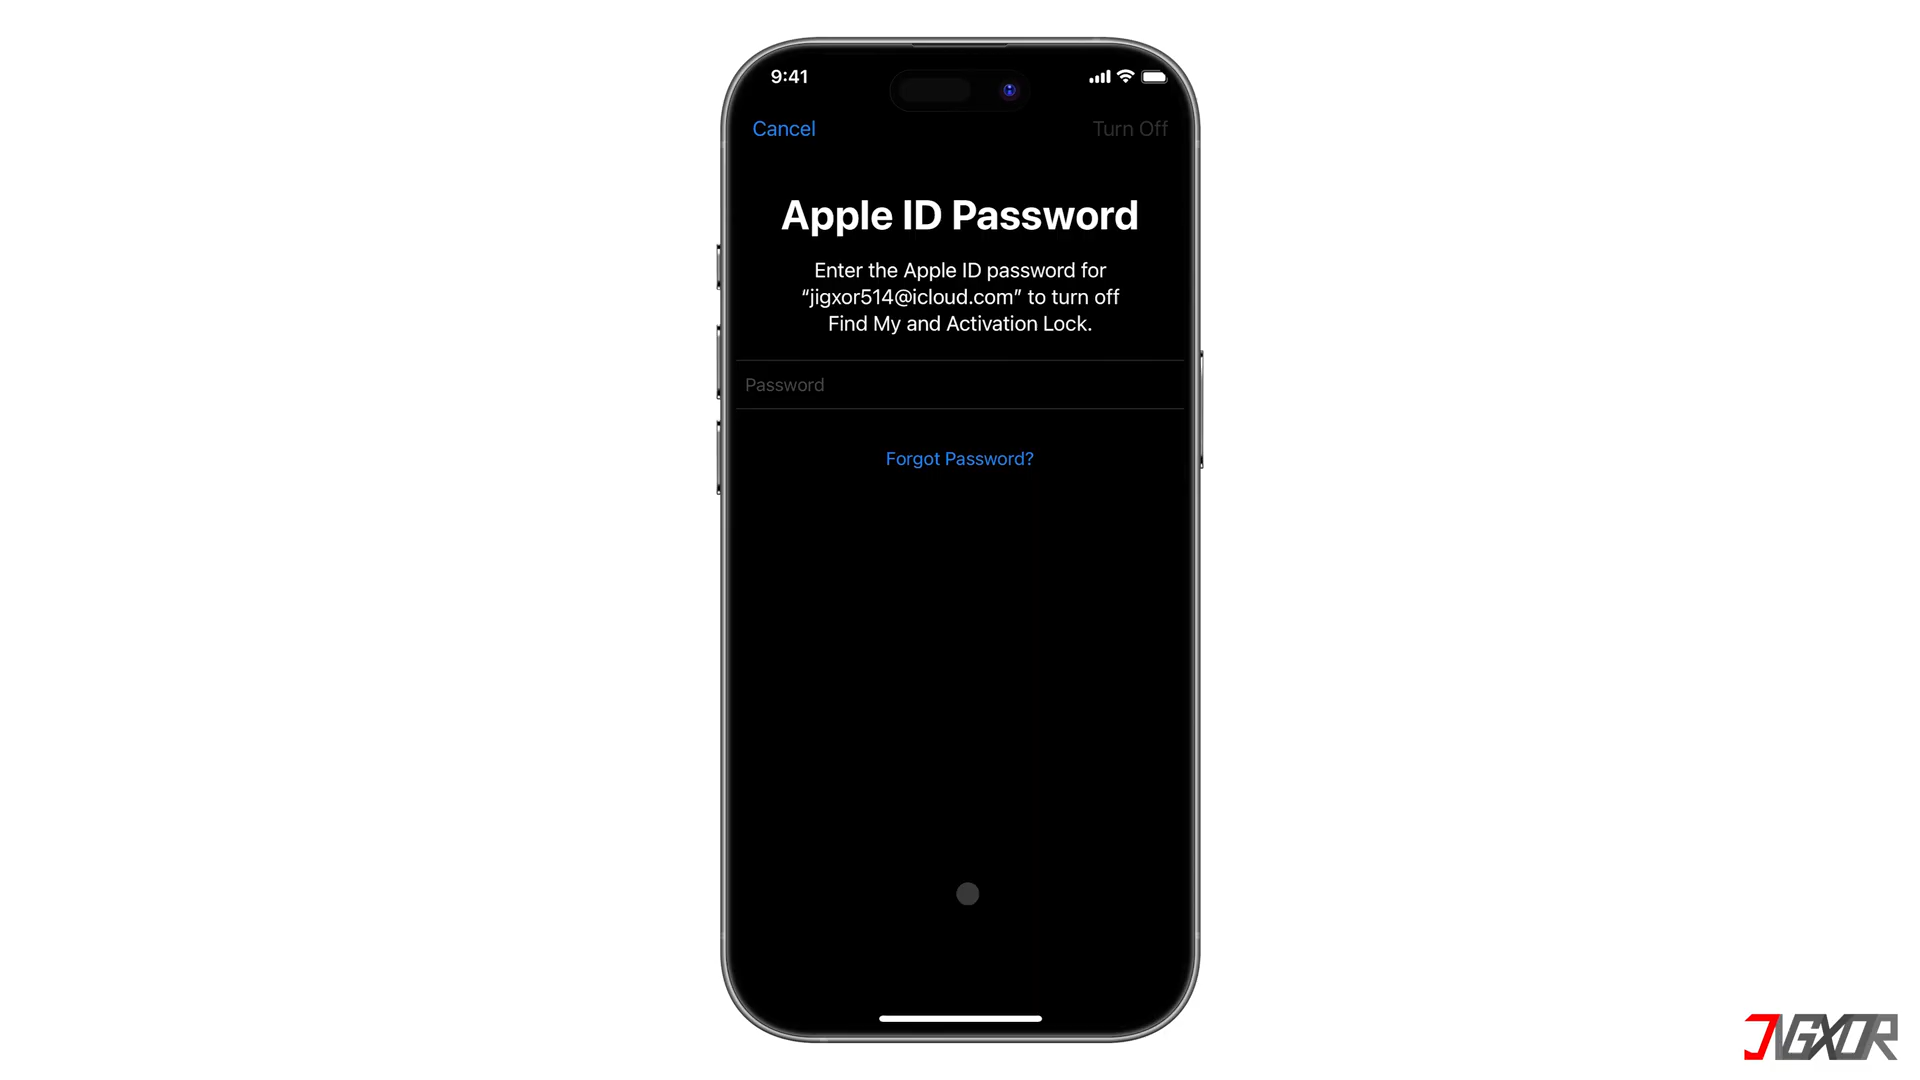 9:41
Cancel
Turn Off
Apple ID Password
Enter the Apple ID password for
“jigxor514@icloud.com” to turn off
Find My and Activation Lock.
Password
Forgot Password?
JIGXOR